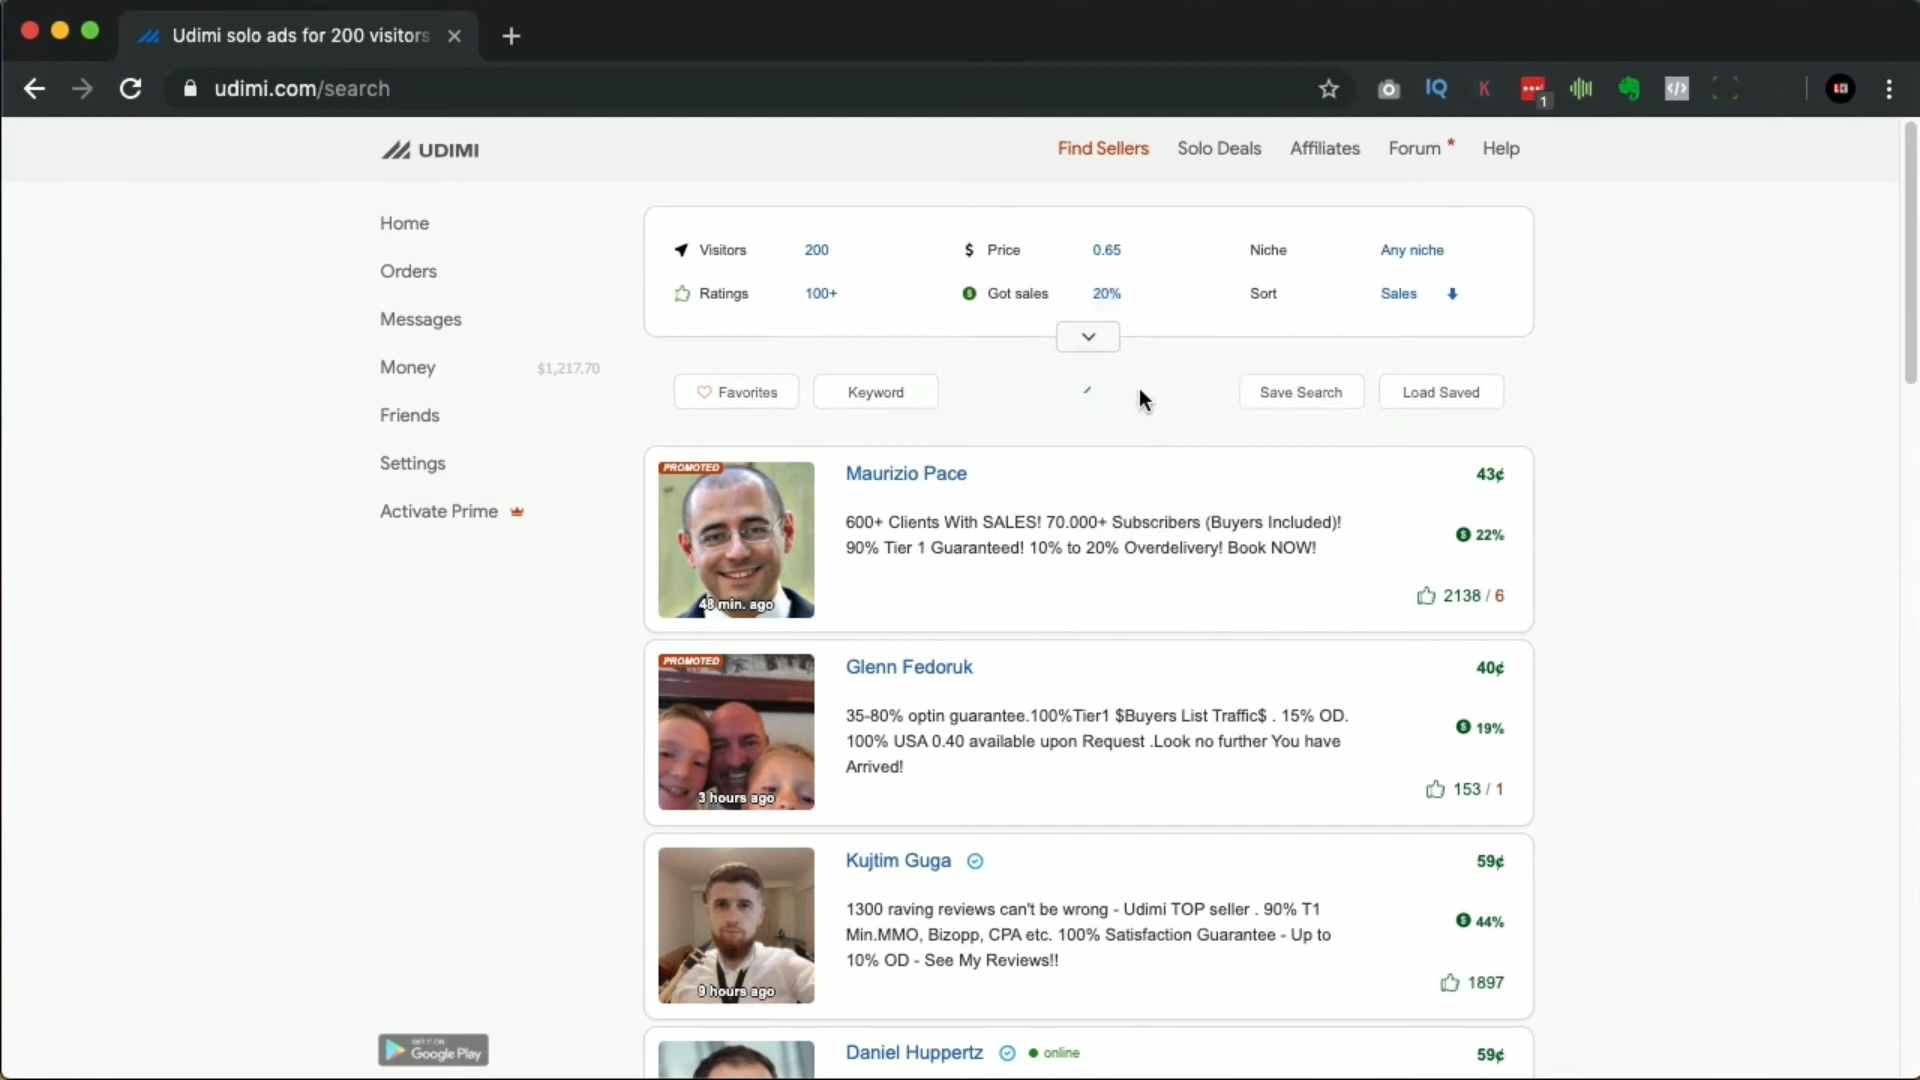 Udimi solo ads for 200 visitors
udimi.com/search
IQ
K
1
UDIMI
Find Sellers
Solo Deals
Affiliates
Forum *
Help
Home
Orders
Messages
Money $1,217.70
Friends
Settings
Activate Prime
Visitors 200 $ Price 0.65 Niche Any niche
Ratings 100+ Got sales 20% Sort Sales
Favorites Keyword Save Search Load Saved
PROMOTED
48 min. ago
Maurizio Pace
43¢
600+ Clients With SALES! 70.000+ Subscribers (Buyers Included)!
90% Tier 1 Guaranteed! 10% to 20% Overdelivery! Book NOW!
22%
2138 / 6
PROMOTED
3 hours ago
Glenn Fedoruk
40¢
35-80% optin guarantee.100%Tier1 $Buyers List Traffic$ . 15% OD.
100% USA 0.40 available upon Request .Look no further You have
Arrived!
19%
153 / 1
9 hours ago
Kujtim Guga
59¢
1300 raving reviews can't be wrong - Udimi TOP seller . 90% T1
Min.MMO, Bizopp, CPA etc. 100% Satisfaction Guarantee - Up to
10% OD - See My Reviews!!
44%
1897
Daniel Huppertz online
59¢
GET IT ON
Google Play